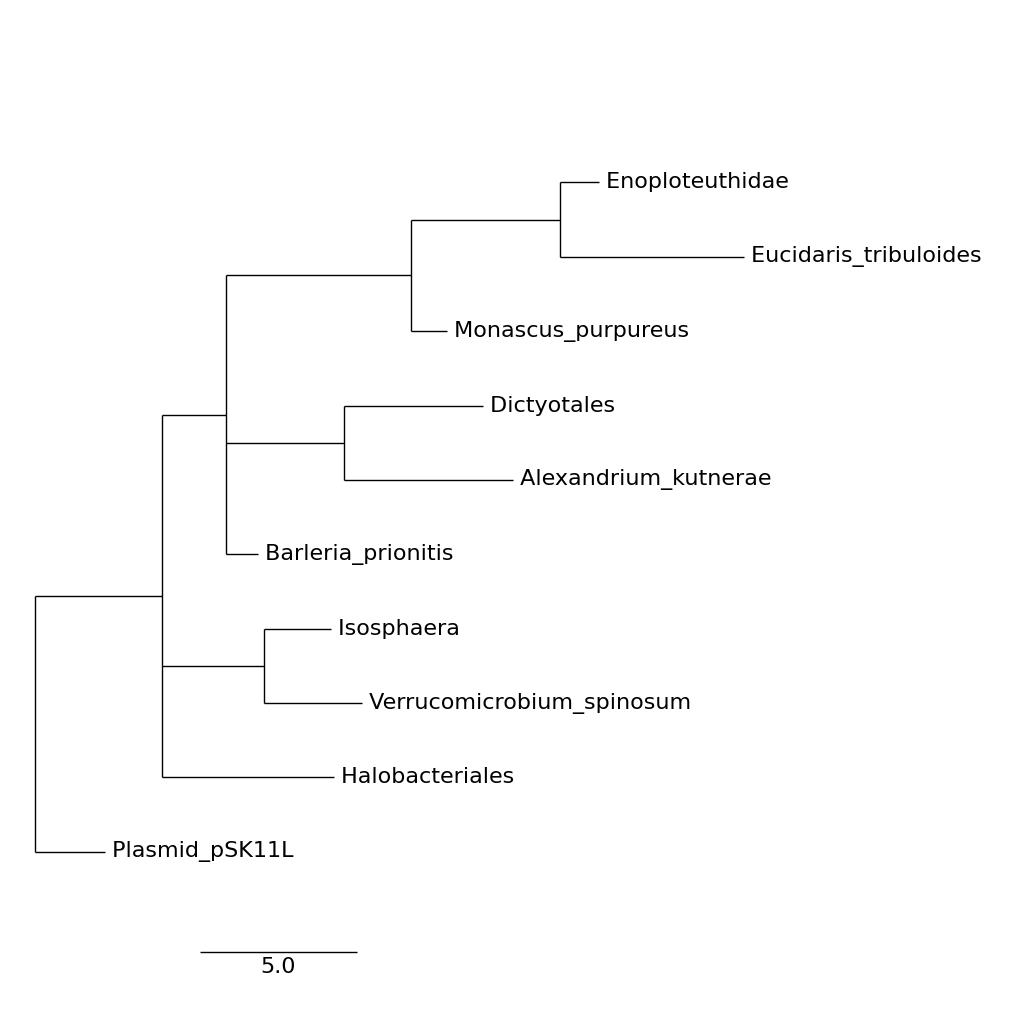 Enoploteuthidae
Eucidaris_tribuloides
Monascus_purpureus
Dictyotales
Alexandrium_kutnerae
Barleria_prionitis
Isosphaera
Verrucomicrobium_spinosum
Halobacteriales
Plasmid_pSK11L
5.0